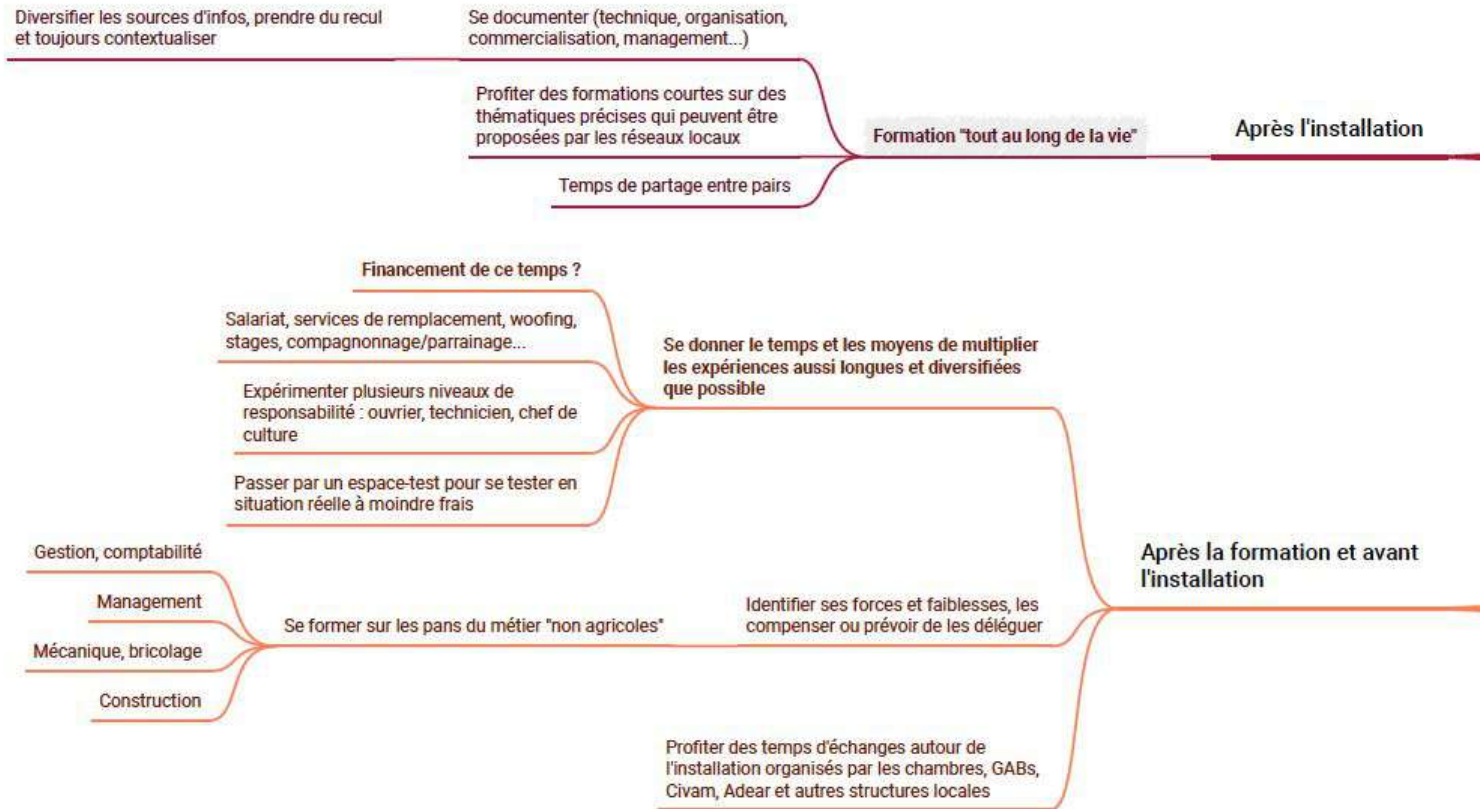 Diversifier les sources d'infos, prendre du recul
et toujours contextualiser
Se documenter (technique, organisation,
commercialisation, management...)
Profiter des formations courtes sur des
thématiques précises qui peuvent être
proposées par les réseaux locaux
Temps de partage entre pairs
Formation "tout au long de la vie"
Après l'installation
Financement de ce temps ?
Salariat, services de remplacement, woofing,
stages, compagnonnage/parrainage...
Expérimenter plusieurs niveaux de
responsabilité : ouvrier, technicien, chef de
culture
Passer par un espace-test pour se tester en
situation réelle à moindre frais
Se donner le temps et les moyens de multiplier
les expériences aussi longues et diversifiées
que possible
Gestion, comptabilité
Management
Mécanique, bricolage
Construction
Se former sur les pans du métier "non agricoles"
Identifier ses forces et faiblesses, les
compenser ou prévoir de les déléguer
Profiter des temps d'échanges autour de
l'installation organisés par les chambres, GABs,
Civam, Adear et autres structures locales
Après la formation et avant
l'installation